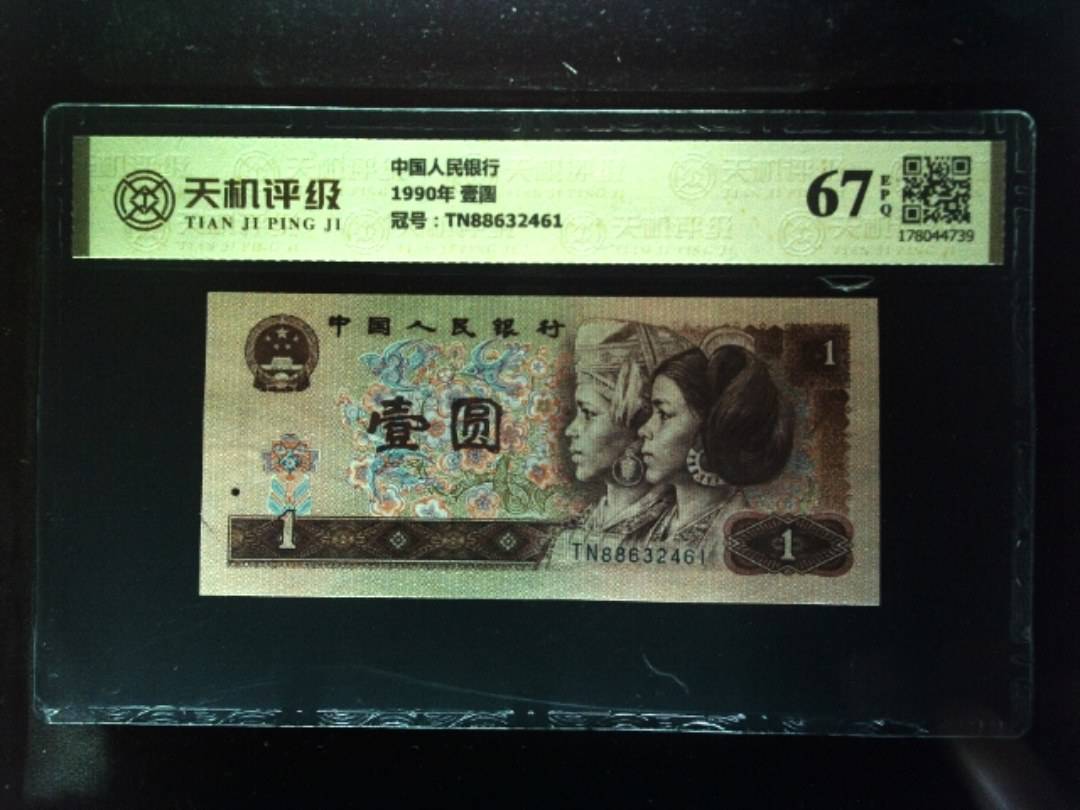 天机评级
TIAN JI PING JI
中国人民银行
1990年 壹圆
冠号：TN88632461
67
EPQ
178044739
中国人民银行
1
壹圆
1
TN88632461
1